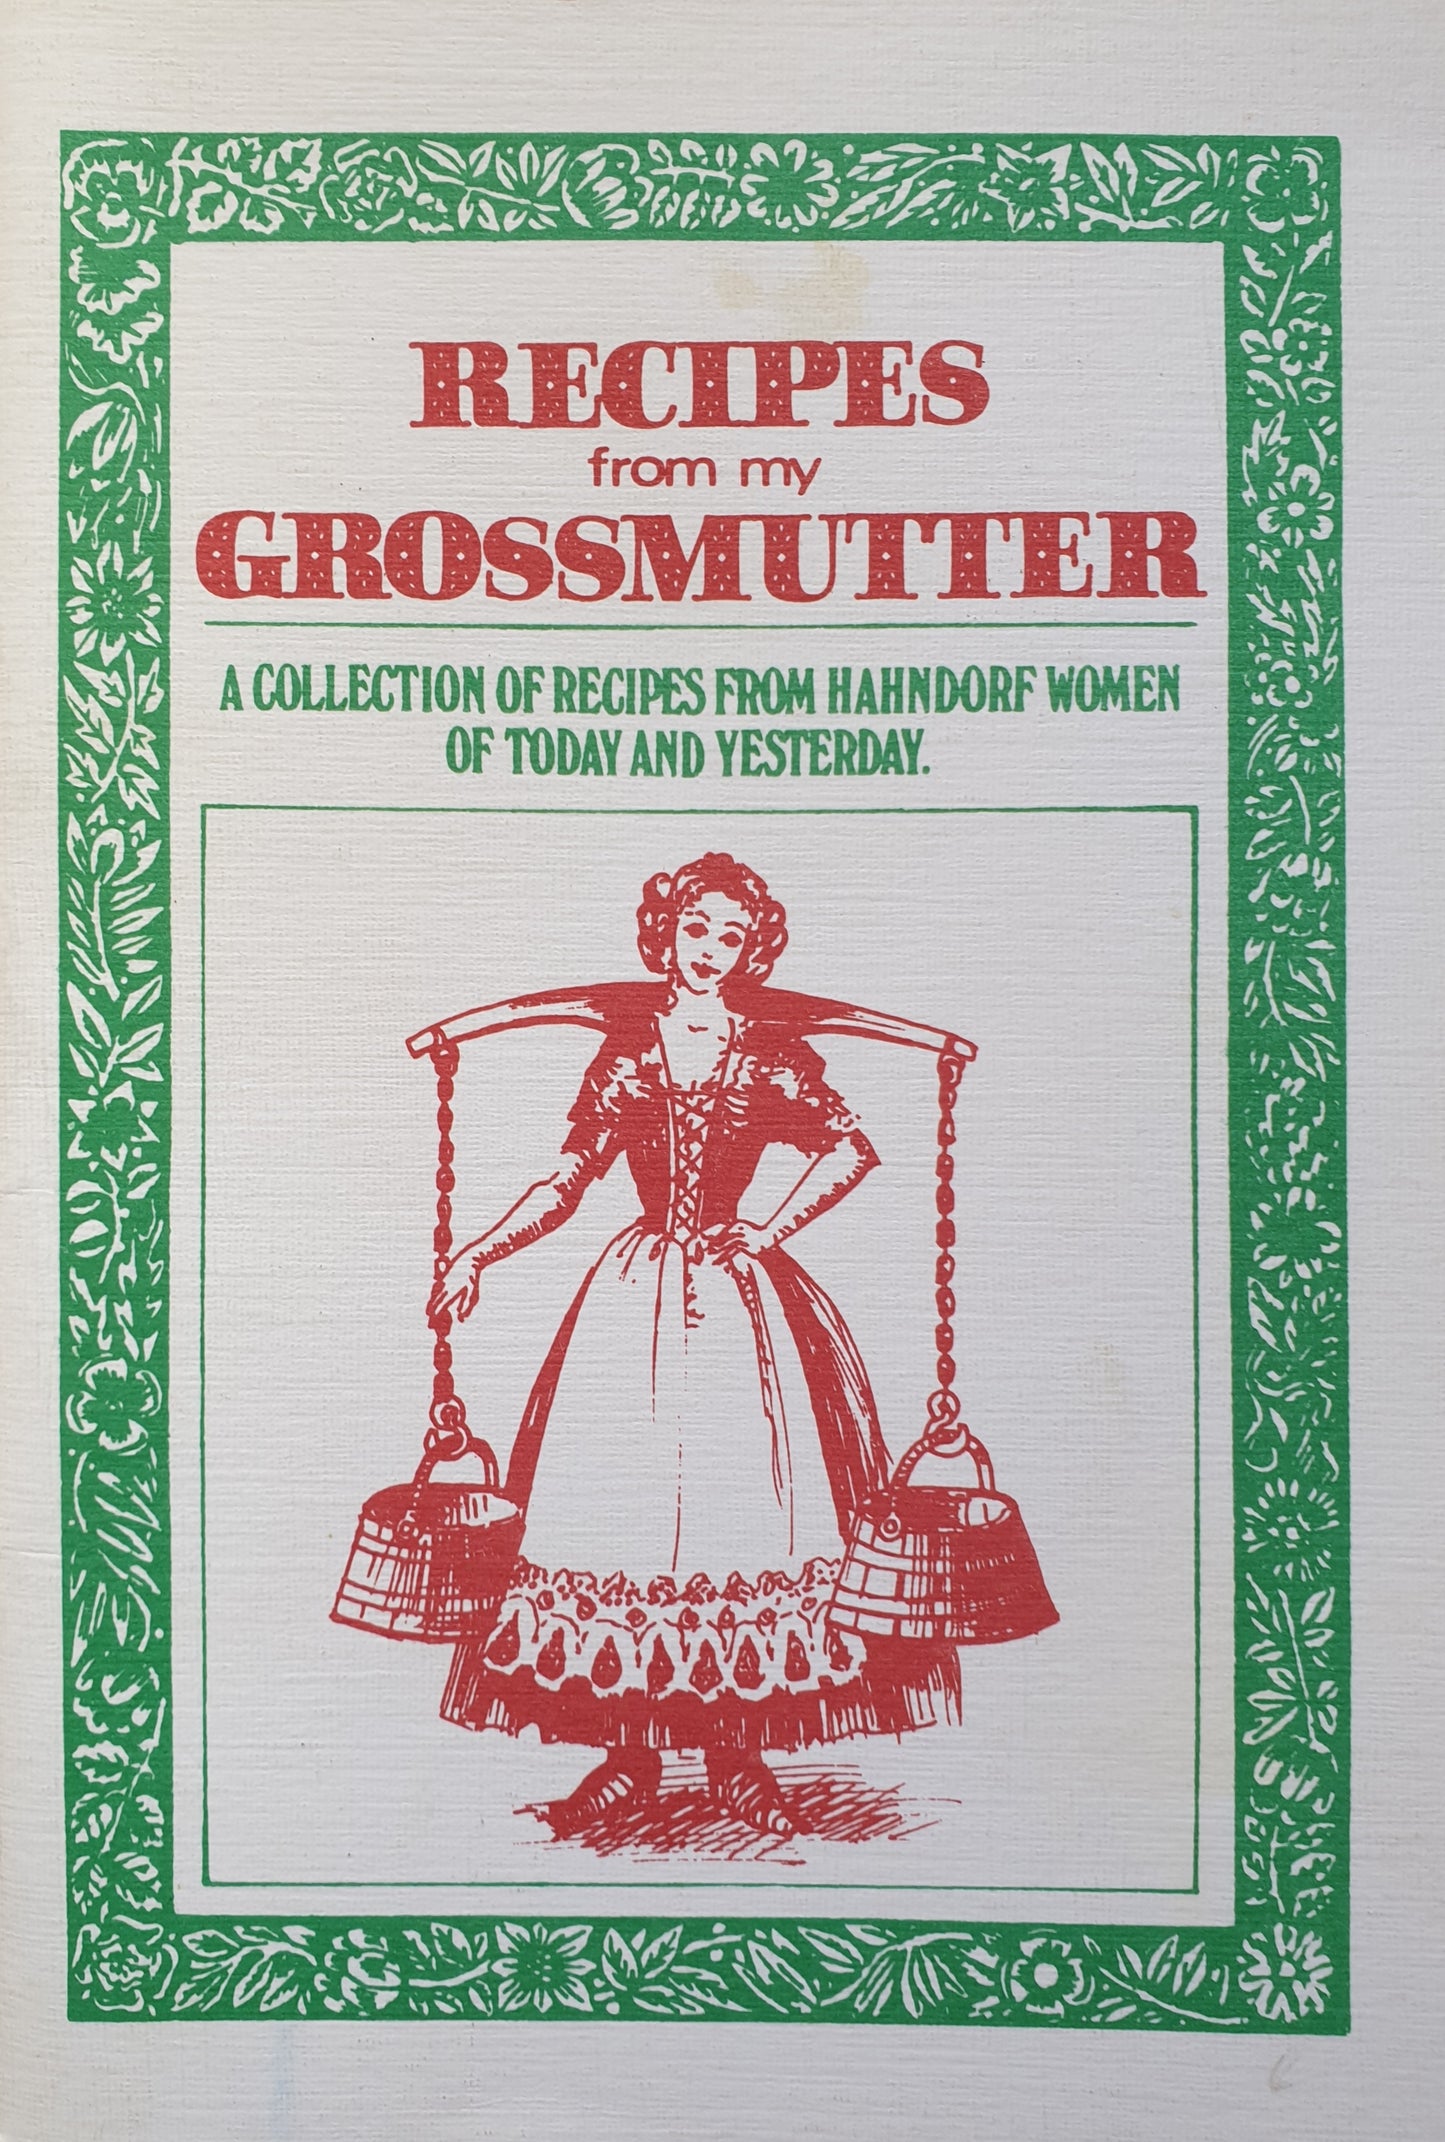 RECIPES
from my
GROSSMUTTER
A COLLECTION OF RECIPES FROM HAHNDORF WOMEN
OF TODAY AND YESTERDAY.